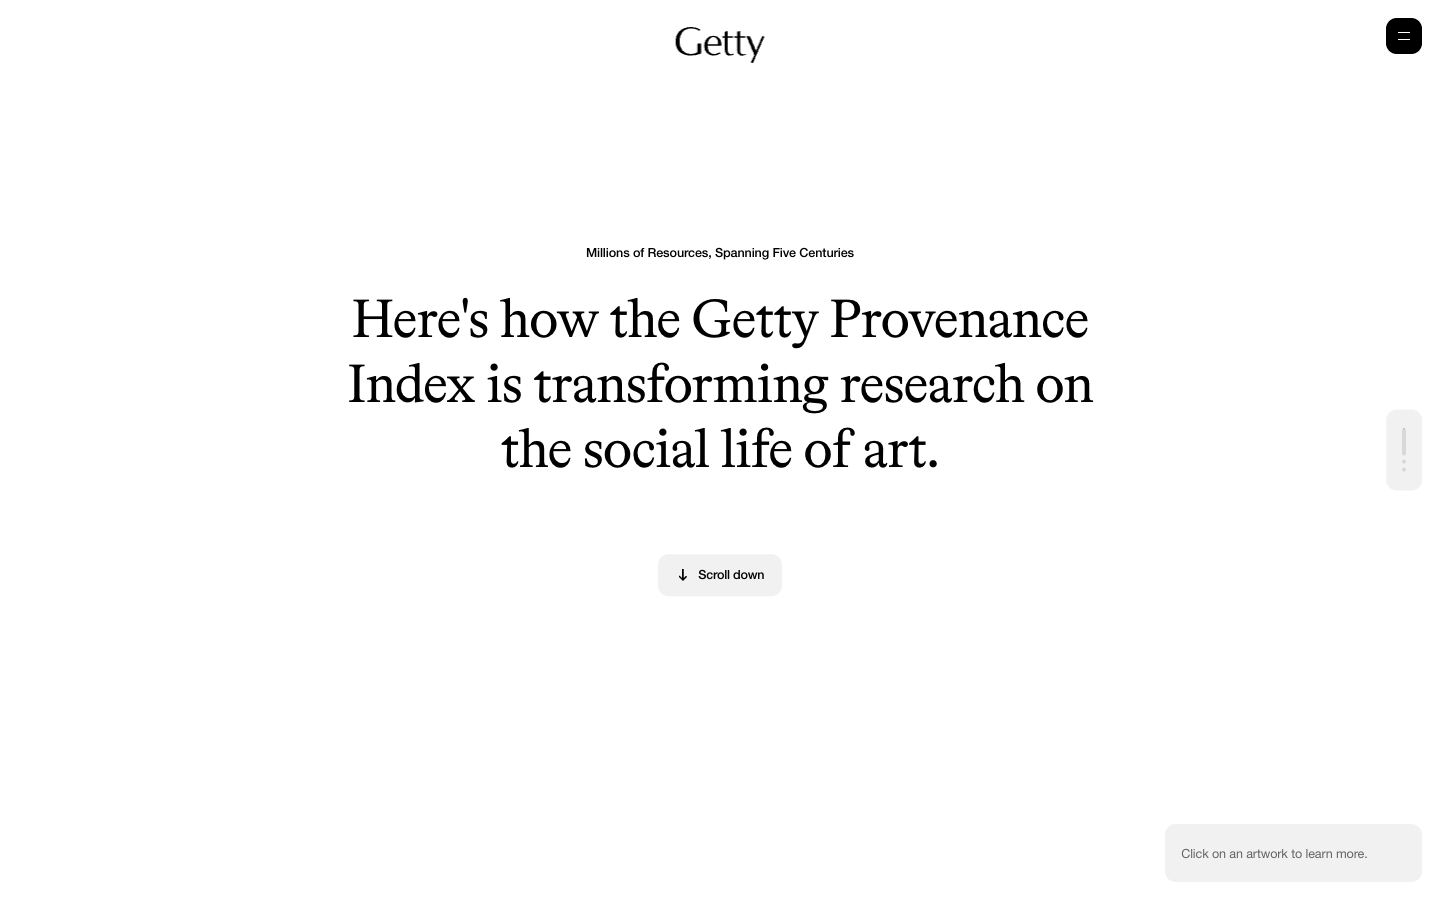 Getty
Millions of Resources, Spanning Five Centuries
Here's how the Getty Provenance
Index is transforming research on
the social life of art.
Scroll down
Click on an artwork to learn more.